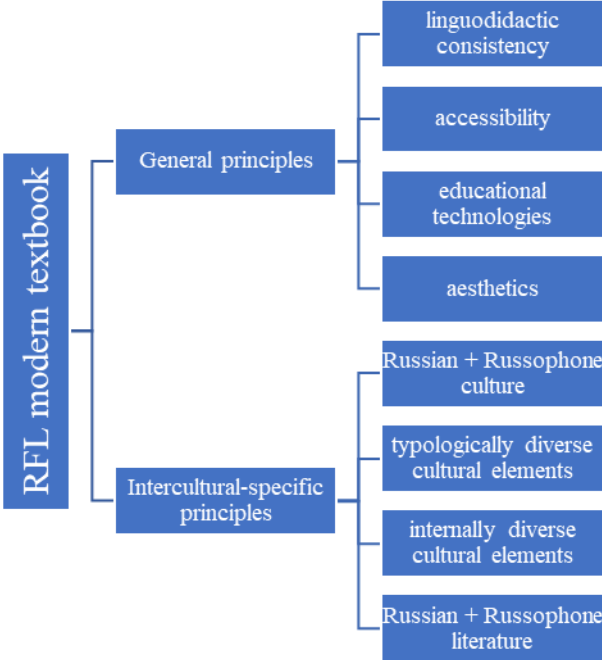 RFL modern textbook
General principles
linguodidactic
consistency
accessibility
educational
technologies
aesthetics
Intercultural-specific
principles
Russian + Russophone
culture
typologically diverse
cultural elements
internally diverse
cultural elements
Russian + Russophone
literature